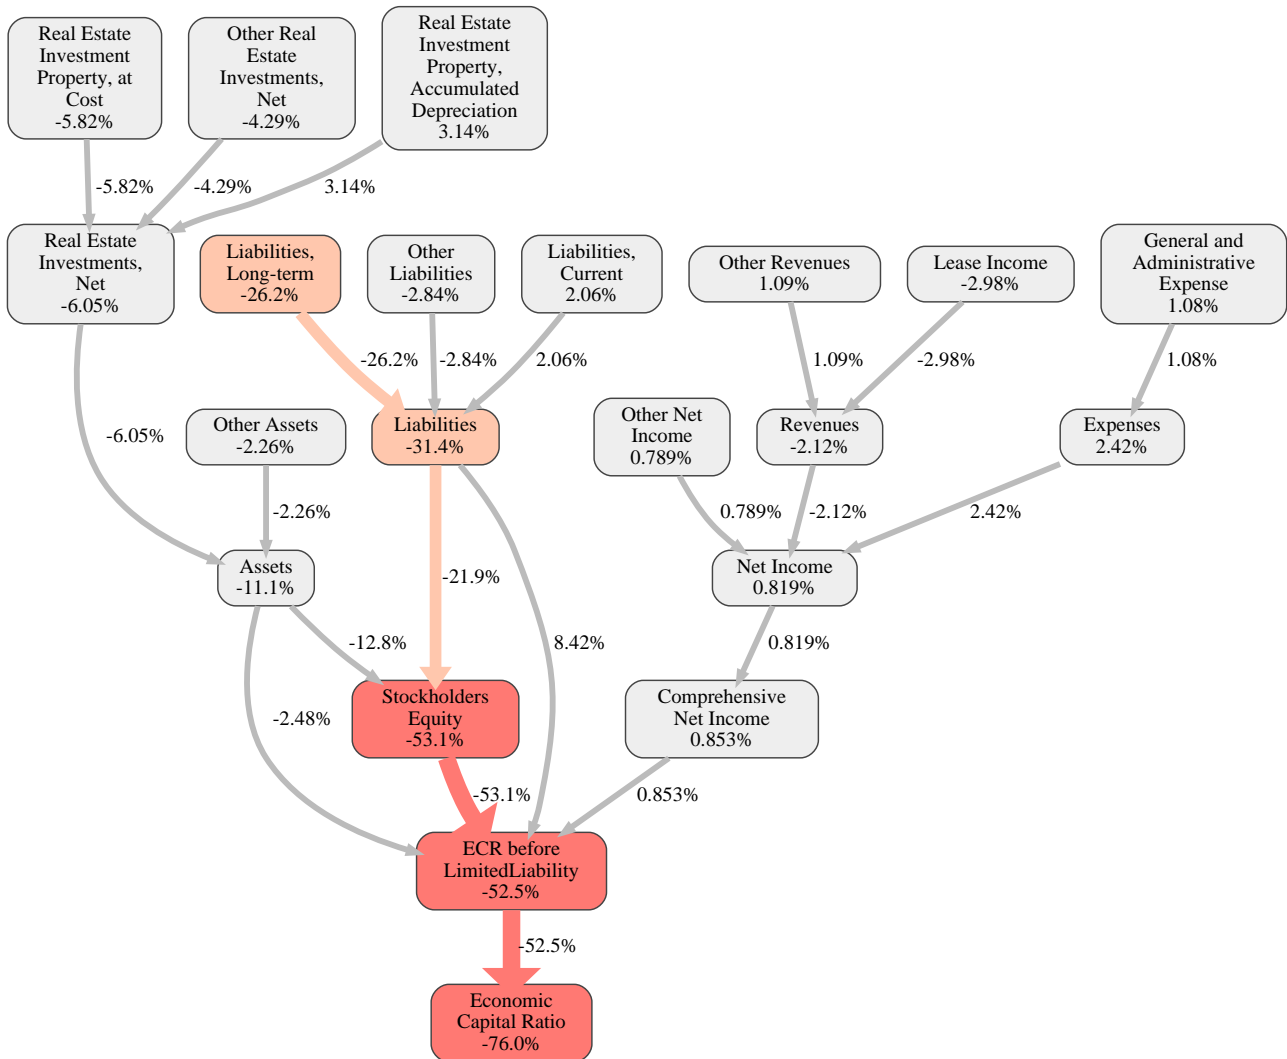 Real Estate
Investment
Property, at
Cost
-5.82%
Other Real
Estate
Investments,
Net
-4.29%
Real Estate
Investment
Property,
Accumulated
Depreciation
3.14%
-5.82%
-4.29%
3.14%
Real Estate
Investments,
Net
-6.05%
Liabilities,
Long-term
-26.2%
Other
Liabilities
-2.84%
Liabilities,
Current
2.06%
Other Revenues
1.09%
Lease Income
-2.98%
General and
Administrative
Expense
1.08%
-26.2%
-2.84%
2.06%
1.09%
-2.98%
1.08%
-6.05%
Other Assets
-2.26%
Liabilities
-31.4%
Other Net
Income
0.789%
Revenues
-2.12%
Expenses
2.42%
-2.26%
-21.9%
8.42%
0.789%
-2.12%
2.42%
Assets
-11.1%
Net Income
0.819%
-12.8%
-2.48%
0.819%
Stockholders
Equity
-53.1%
Comprehensive
Net Income
0.853%
-53.1%
0.853%
ECR before
LimitedLiability
-52.5%
-52.5%
Economic
Capital Ratio
-76.0%